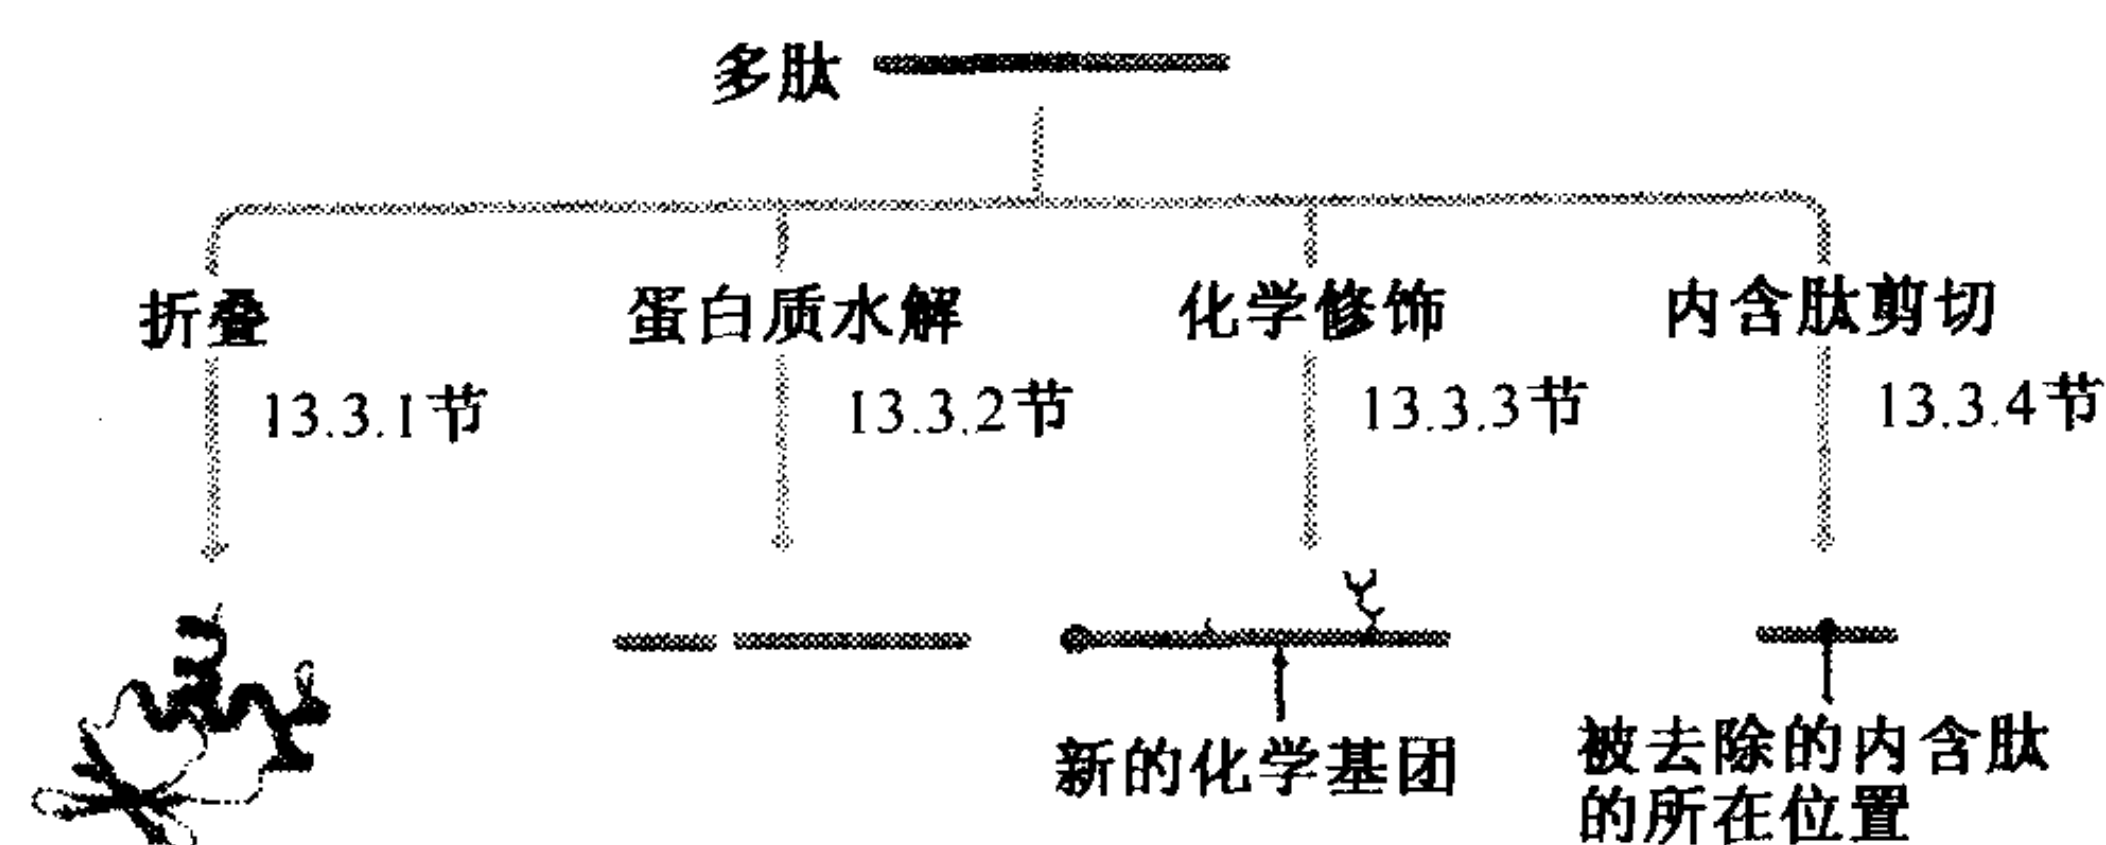 多肽
折叠
蛋白质水解
化学修饰
内含肽剪切
13.3.1节
13.3.2节
13.3.3节
13.3.4节
新的化学基团
被去除的内含肽
的所在位置